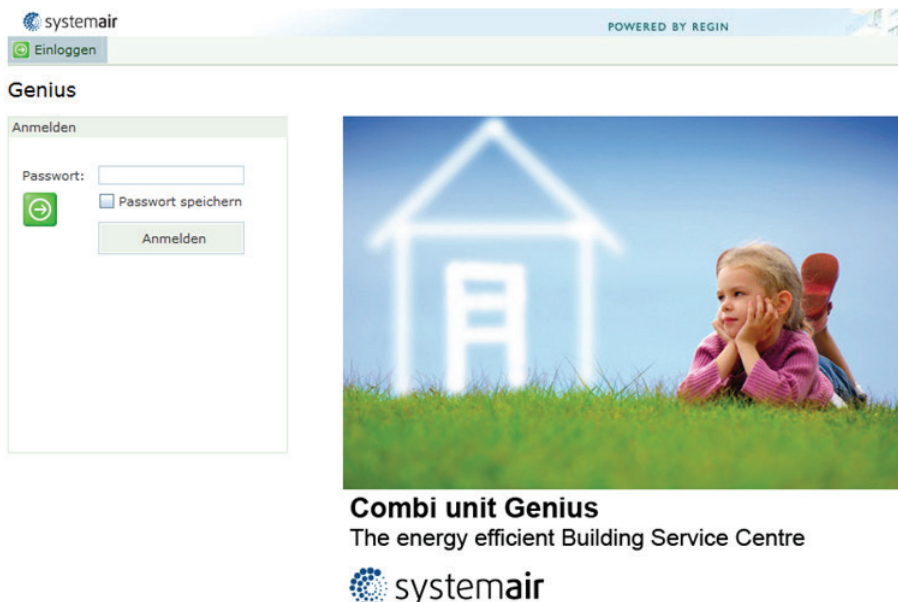 systemair
POWERED BY REGIN
Einloggen
Genius
Anmelden
Passwort:
Passwort speichern
Anmelden
Combi unit Genius
The energy efficient Building Service Centre
systemair